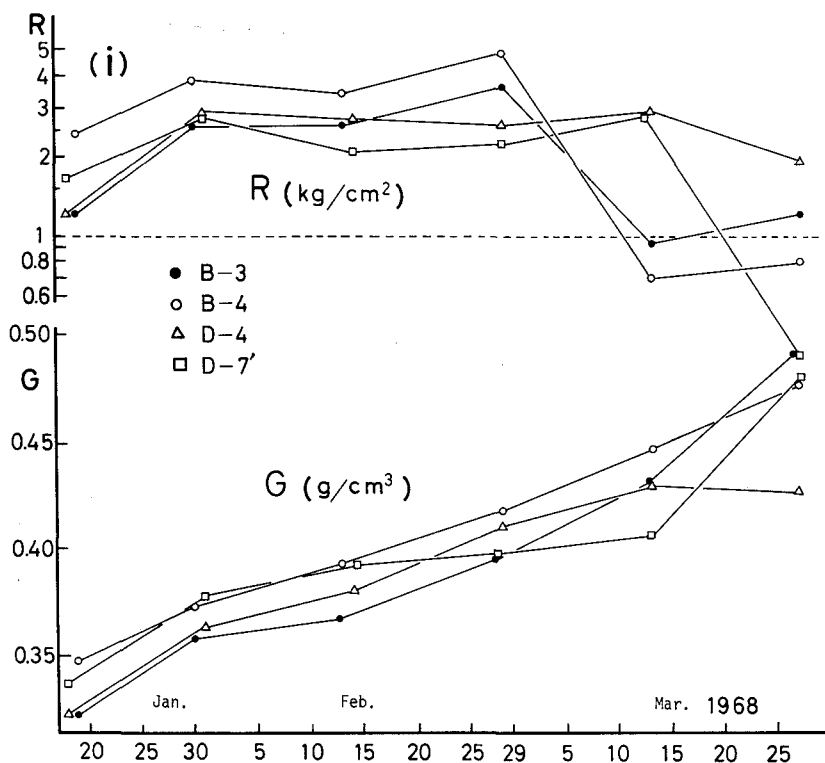 R
(i)
5
4
3
2
R (kg/cm²)
1
0.8
0.6
● B-3
○ B-4
△ D-4
□ D-7′
0.50
G
0.45
G (g/cm³)
0.40
0.35
Jan. Feb. Mar. 1968
20 25 30 5 10 15 20 25 29 5 10 15 20 25